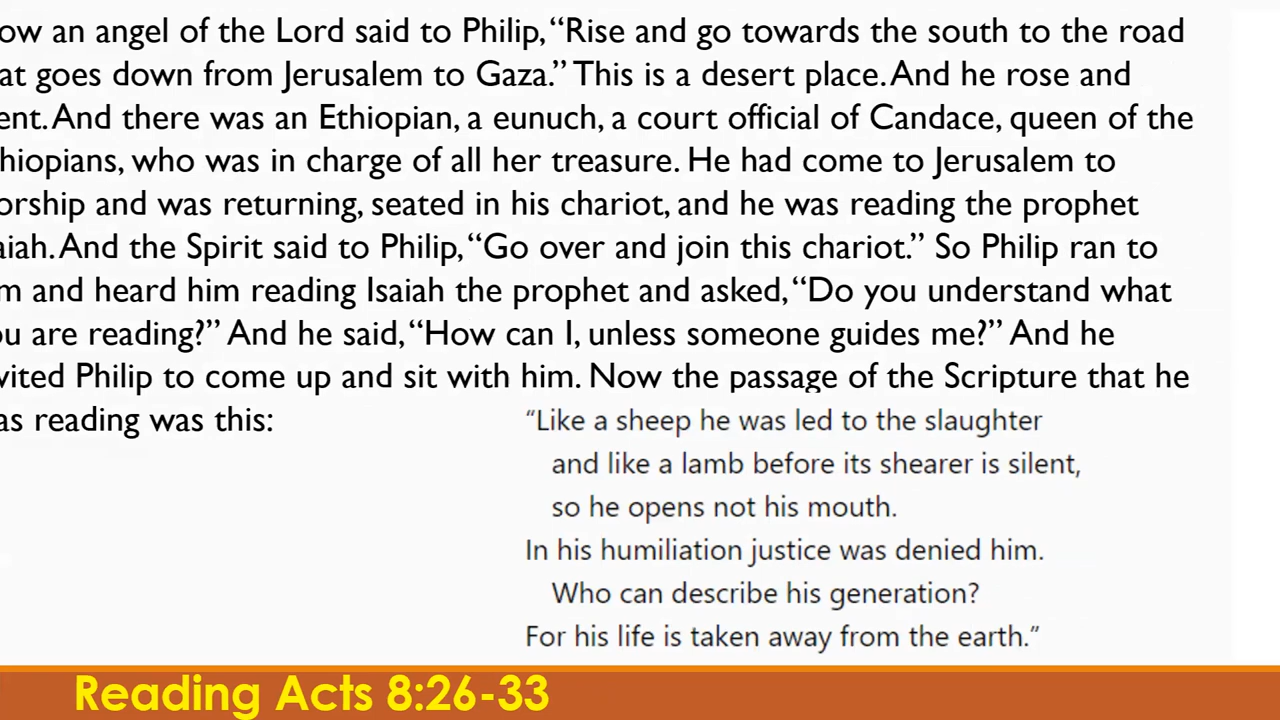 ow an angel of the Lord said to Philip, “Rise and go towards the south to the road
at goes down from Jerusalem to Gaza.” This is a desert place. And he rose and
ent. And there was an Ethiopian, a eunuch, a court official of Candace, queen of the
hiopians, who was in charge of all her treasure. He had come to Jerusalem to
orship and was returning, seated in his chariot, and he was reading the prophet
aiah. And the Spirit said to Philip, “Go over and join this chariot.” So Philip ran to
m and heard him reading Isaiah the prophet and asked, “Do you understand what
ou are reading?” And he said, “How can I, unless someone guides me?” And he
vited Philip to come up and sit with him. Now the passage of the Scripture that he
as reading was this:
“Like a sheep he was led to the slaughter
and like a lamb before its shearer is silent,
so he opens not his mouth.
In his humiliation justice was denied him.
Who can describe his generation?
For his life is taken away from the earth.”
Reading Acts 8:26-33